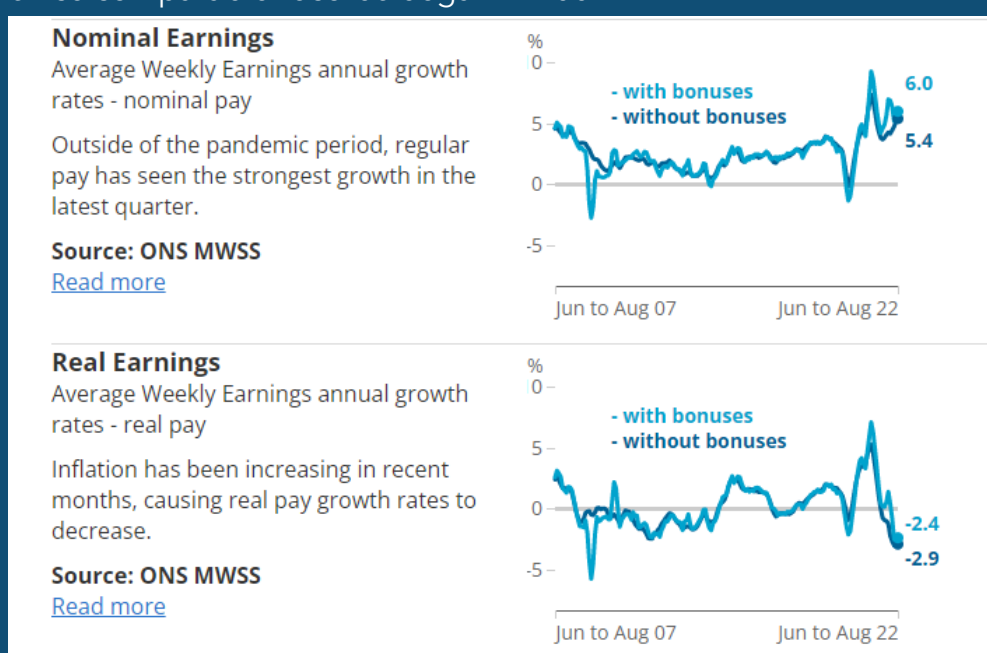 Nominal Earnings
Average Weekly Earnings annual growth
rates - nominal pay
Outside of the pandemic period, regular
pay has seen the strongest growth in the
latest quarter.
Source: ONS MWSS
Read more
%
0
- with bonuses
- without bonuses
6.0
5.4
5
0
-5
Jun to Aug 07
Jun to Aug 22
Real Earnings
Average Weekly Earnings annual growth
rates - real pay
Inflation has been increasing in recent
months, causing real pay growth rates to
decrease.
Source: ONS MWSS
Read more
%
0
- with bonuses
- without bonuses
5
0
-2.4
-2.9
-5
Jun to Aug 07
Jun to Aug 22